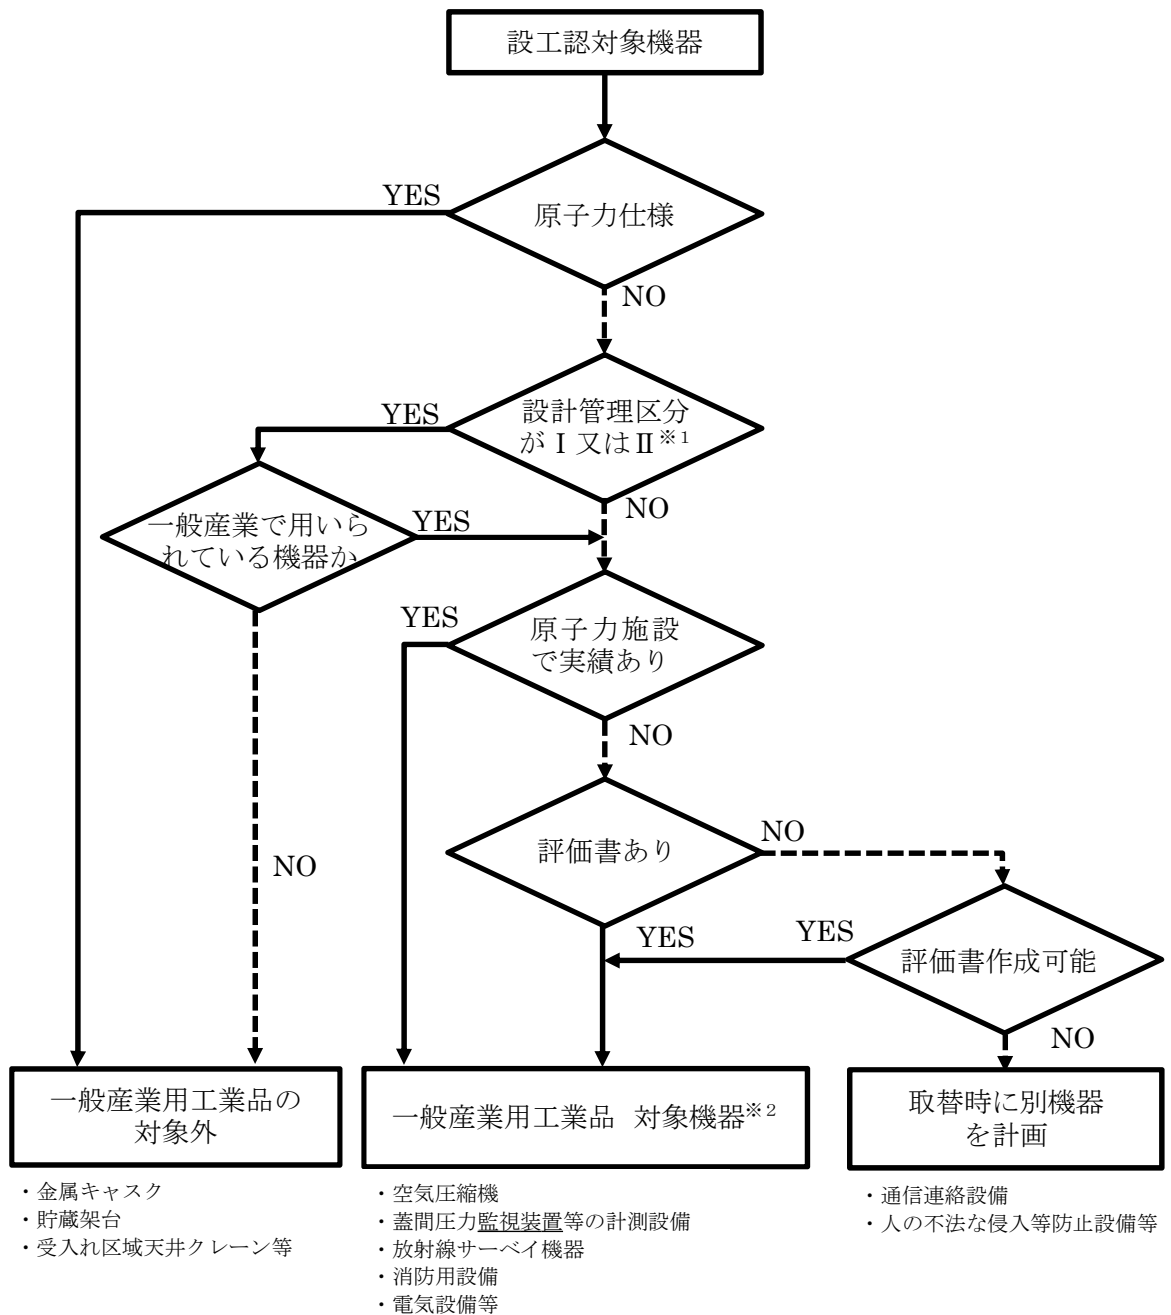 設工認対象機器
YES
原子力仕様
NO
YES
設計管理区分
がⅠ又はⅡ※1
NO
一般産業で用いら
れている機器か
YES
YES
原子力施設
で実績あり
NO
NO
評価書あり
NO
YES
YES
評価書作成可能
NO
一般産業用工業品の
対象外
一般産業用工業品 対象機器※2
取替時に別機器
を計画
・金属キャスク
・貯蔵架台
・受入れ区域天井クレーン等
・空気圧縮機
・蓋間圧力監視装置等の計測設備
・放射線サーベイ機器
・消防用設備
・電気設備等
・通信連絡設備
・人の不法な侵入等防止設備等